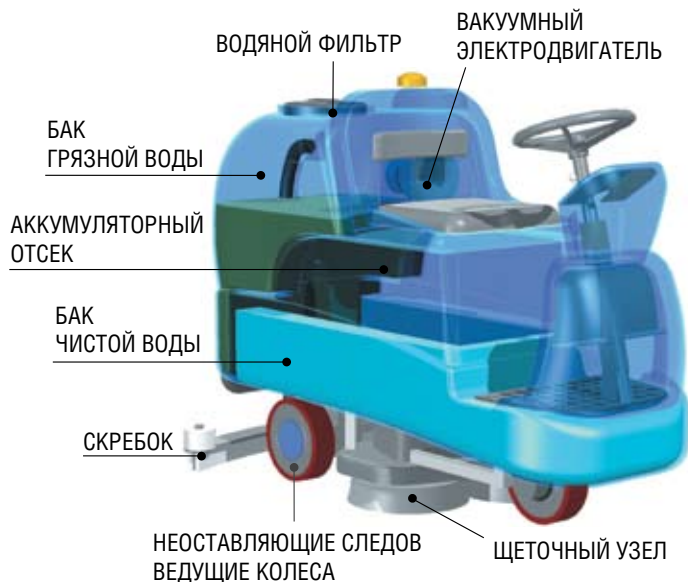 ВАКУУМНЫЙ
ЭЛЕКТРОДВИГАТЕЛЬ
ВОДЯНОЙ ФИЛЬТР
БАК
ГРЯЗНОЙ ВОДЫ
АККУМУЛЯТОРНЫЙ
ОТСЕК
БАК
ЧИСТОЙ ВОДЫ
СКРЕБОК
НЕОСТАВЛЯЮЩИЕ СЛЕДОВ
ВЕДУЩИЕ КОЛЕСА
ЩЕТОЧНЫЙ УЗЕЛ